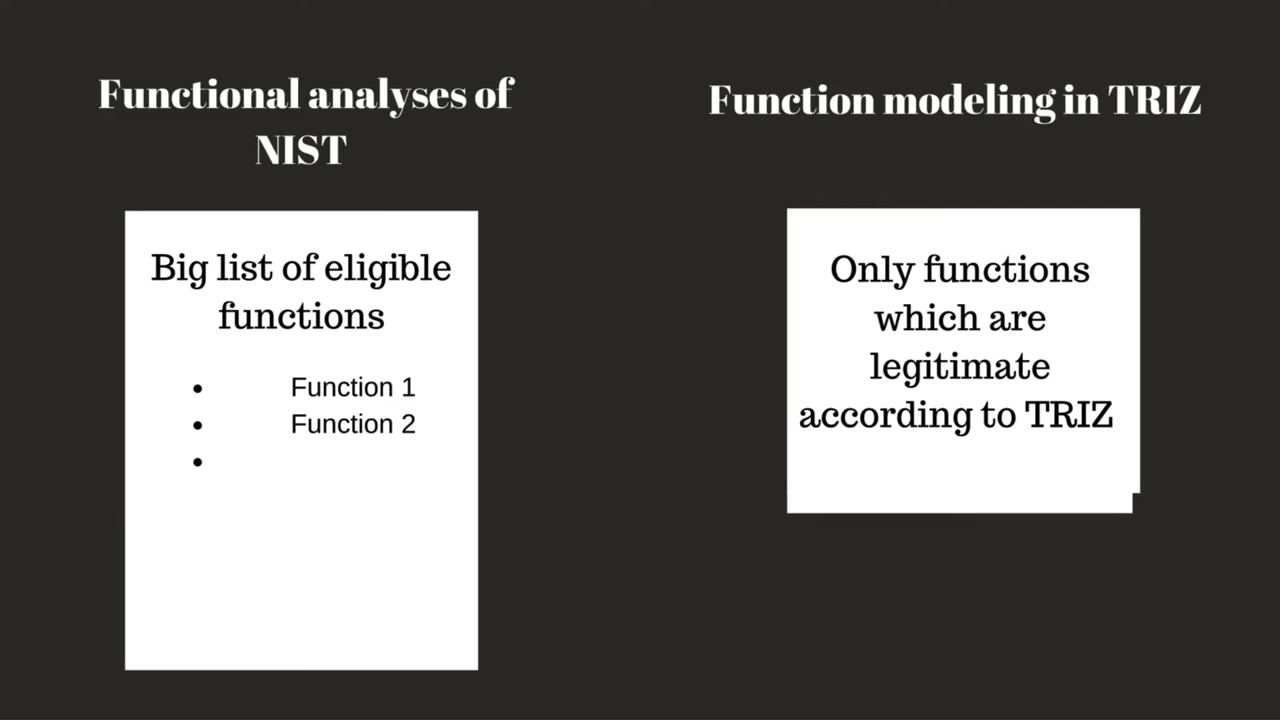 Functional analyses of
NIST
Big list of eligible
functions
• Function 1
• Function 2
•
Function modeling in TRIZ
Only functions
which are
legitimate
according to TRIZ